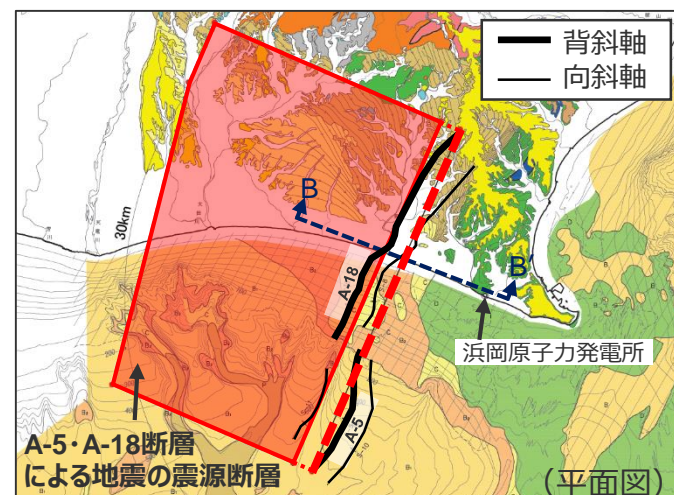 背斜軸
向斜軸
B
30km
A-18
B
浜岡原子力発電所
A-5・A-18断層
による地震の震源断層
A-5
(平面図)